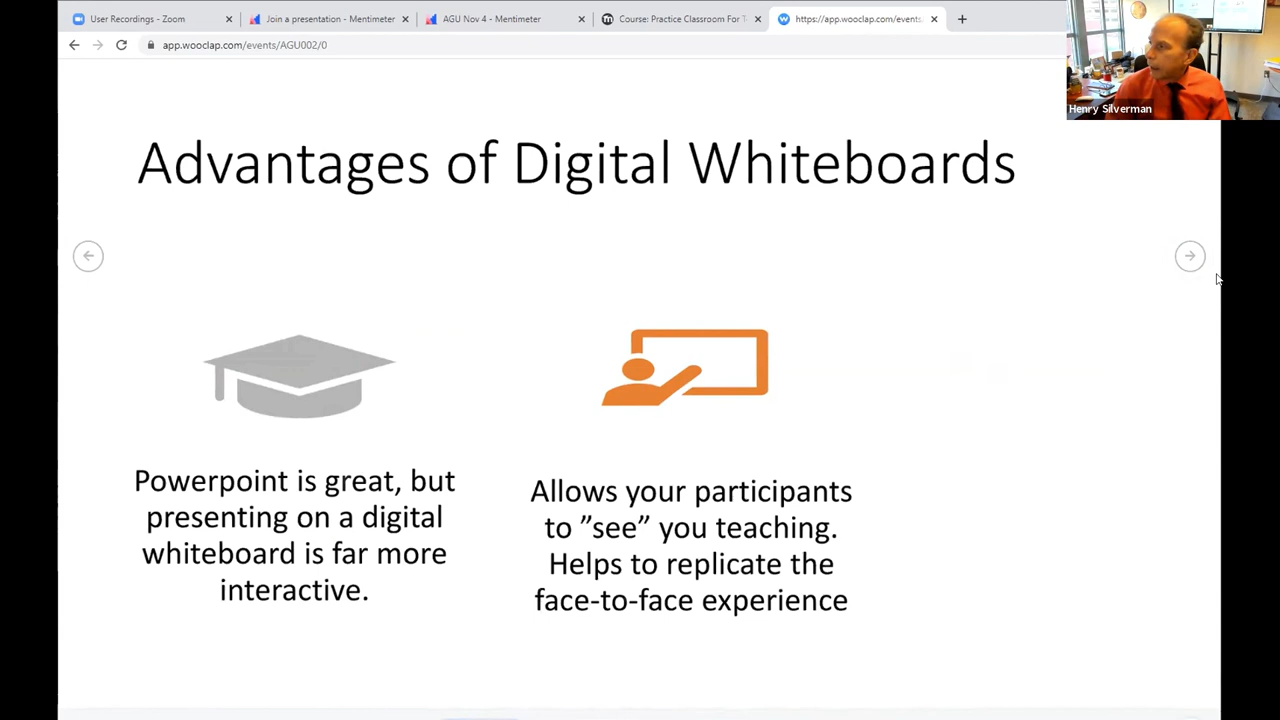 User Recordings - Zoom
Join a presentation - Mentimeter
AGU Nov 4 - Mentimeter
Course: Practice Classroom For T
https://app.wooclap.com/events
app.wooclap.com/events/AGU002/0
Henry Silverman
Advantages of Digital Whiteboards
Powerpoint is great, but
presenting on a digital
whiteboard is far more
interactive.
Allows your participants
to ”see” you teaching.
Helps to replicate the
face-to-face experience